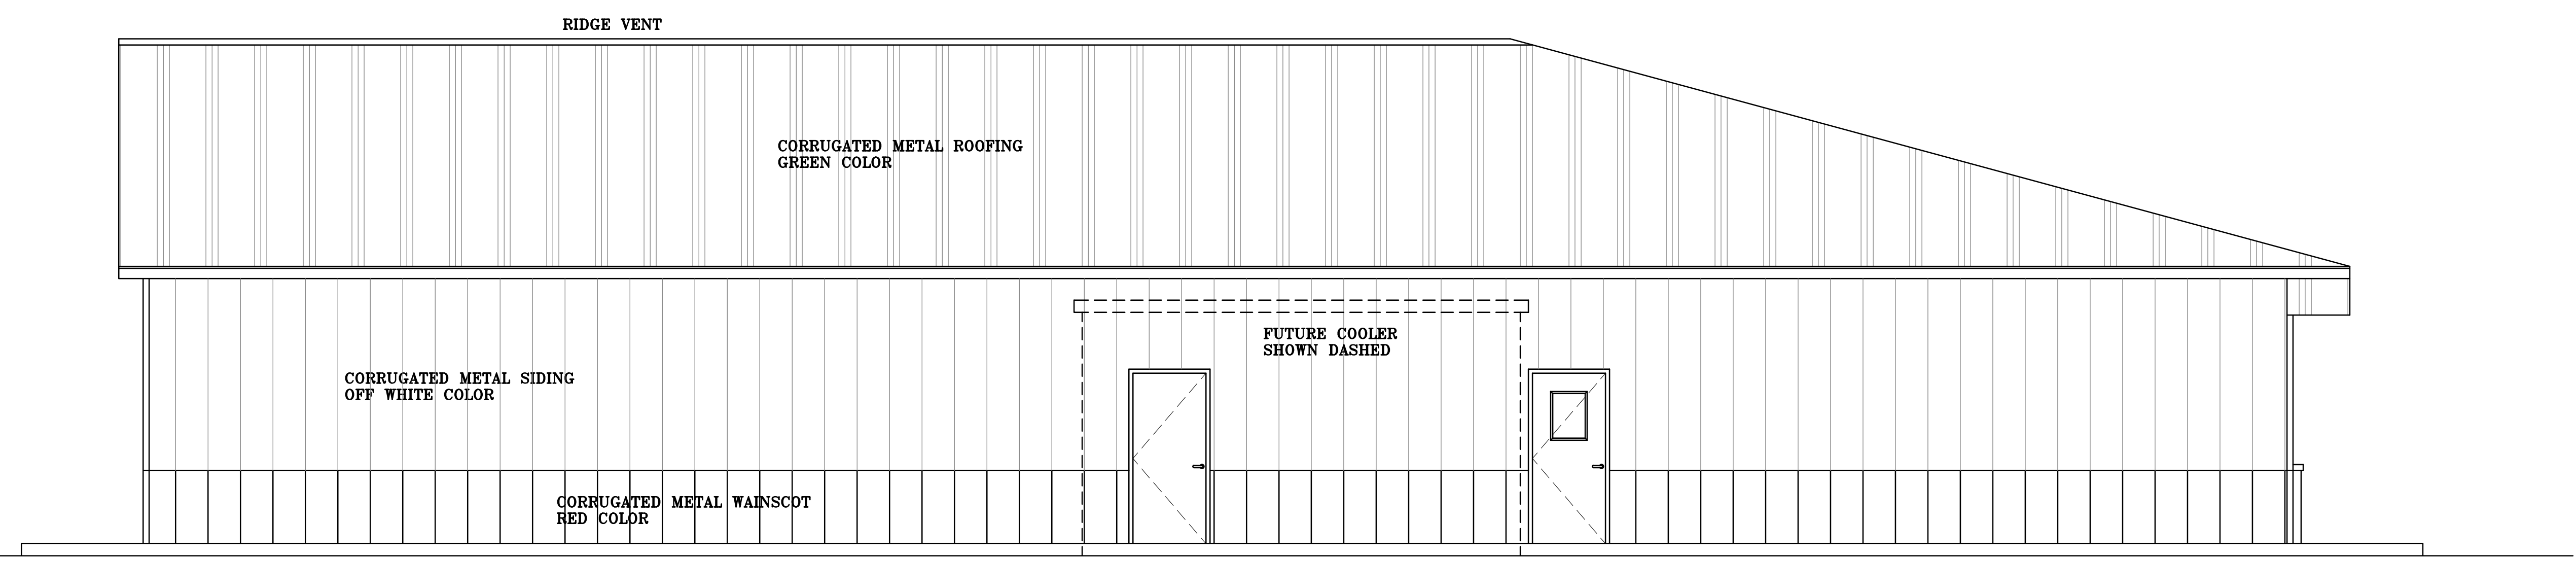 RIDGE VENT
CORRUGATED METAL ROOFING
GREEN COLOR
FUTURE COOLER
SHOWN DASHED
CORRUGATED METAL SIDING
OFF WHITE COLOR
CORRUGATED METAL WAINSCOT
RED COLOR